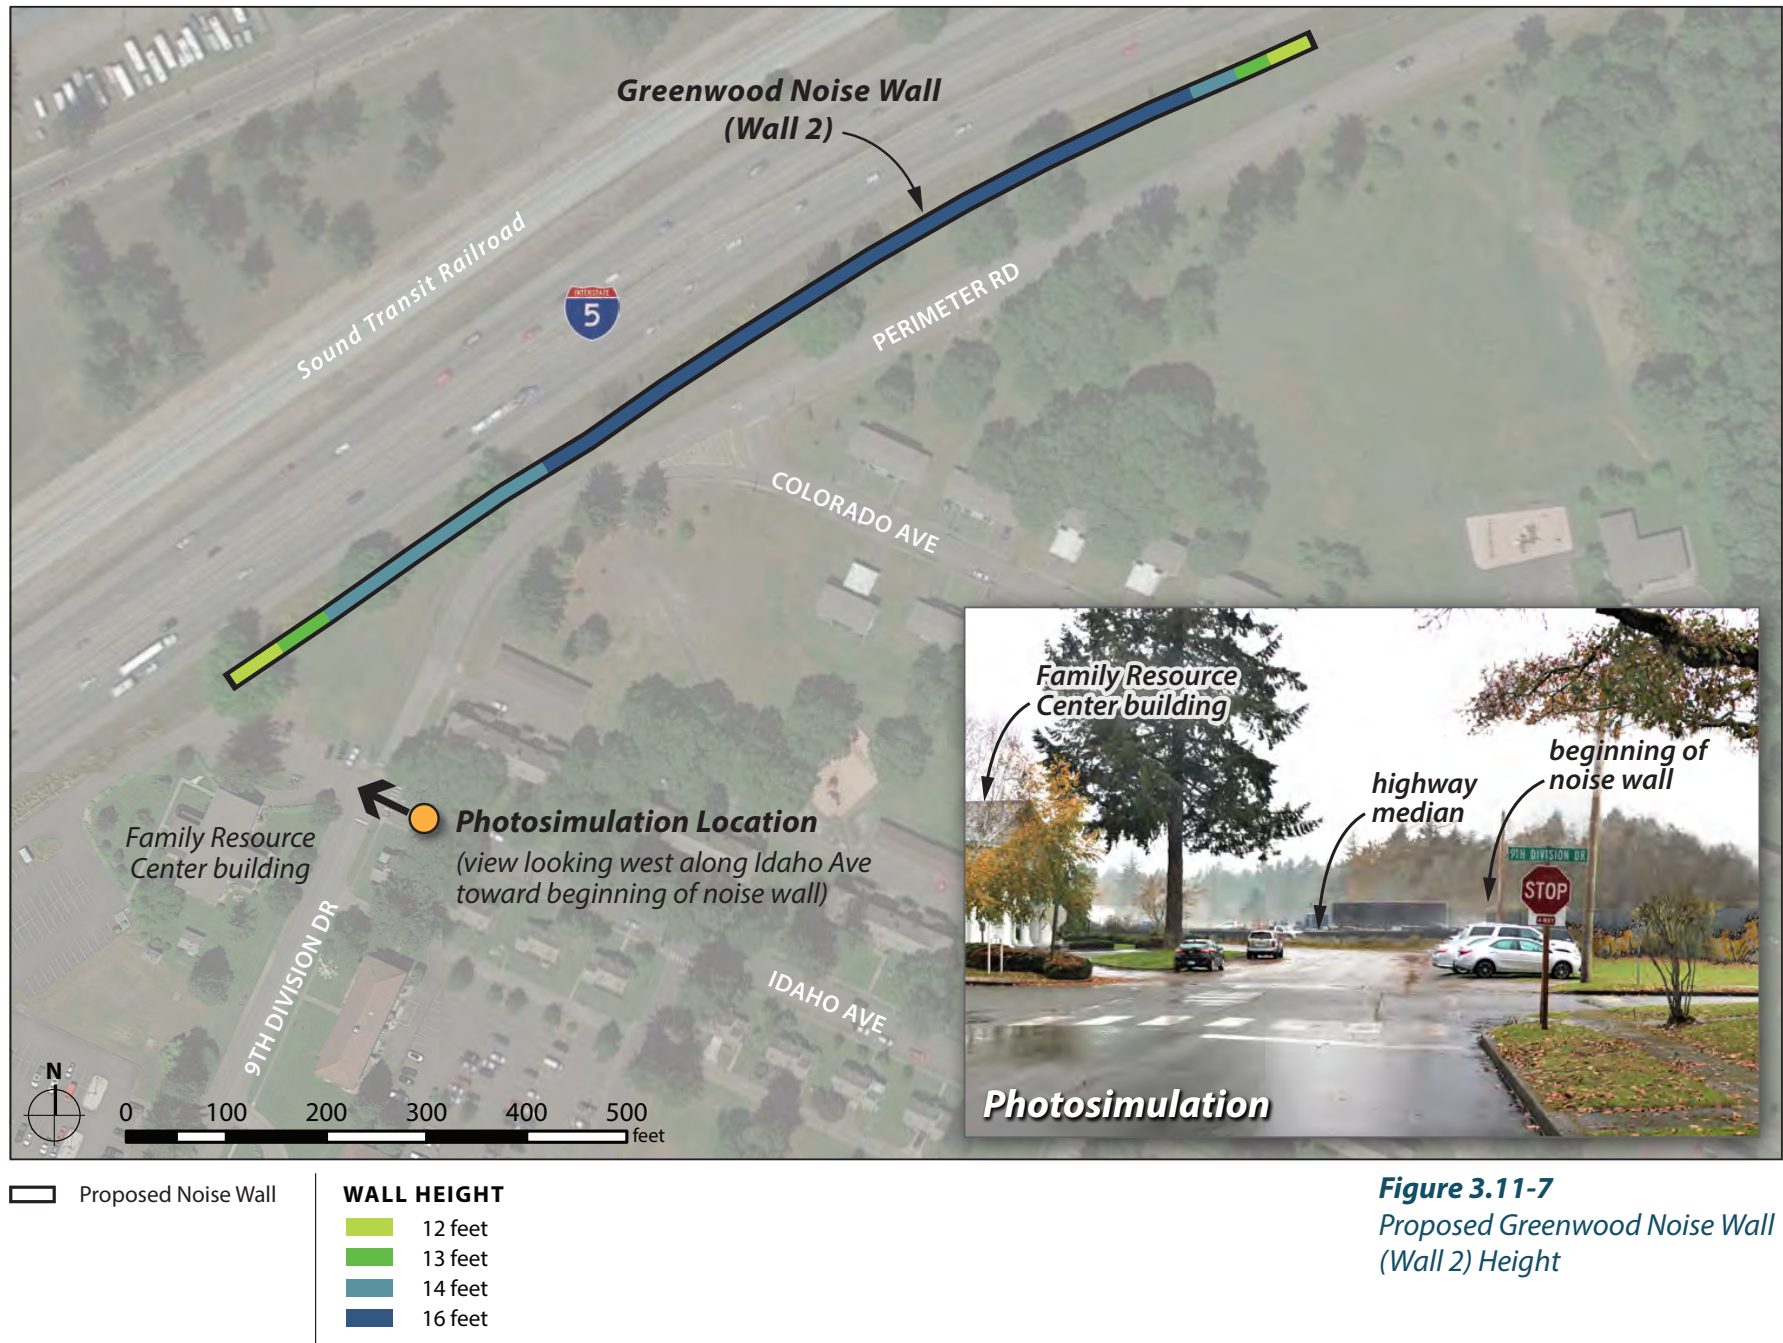 Greenwood Noise Wall
(Wall 2)
Sound Transit Railroad
INTERSTATE
5
PERIMETER RD
COLORADO AVE
Family Resource
Center building
beginning of
noise wall
highway
median
9TH DIVISION DR
STOP
4-WAY
Photosimulation
Photosimulation Location
(view looking west along Idaho Ave
toward beginning of noise wall)
Family Resource
Center building
9TH DIVISION DR
IDAHO AVE
N
0 100 200 300 400 500
feet
Proposed Noise Wall
WALL HEIGHT
12 feet
13 feet
14 feet
16 feet
Figure 3.11-7
Proposed Greenwood Noise Wall
(Wall 2) Height